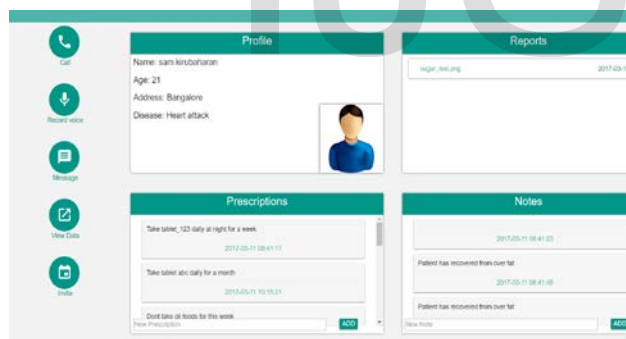 Call
Record voice
Message
View Data
Invite
Profile
Name: sam kirubaharan
Age: 21
Address: Bangalore
Disease: Heart attack
Reports
sugar_test.png
2017-03-1
Prescriptions
Take tablet_123 daily at night for a week
2017-03-11 08:41:17
Take tablet abc daily for a month
2017-03-11 10:15:21
Dont take oil foods for this week
New Prescription
ADD
Notes
2017-03-11 08:41:23
Patient has recovered from over fat
2017-03-11 08:41:48
Patient has recovered from over fat
New Note
ADD